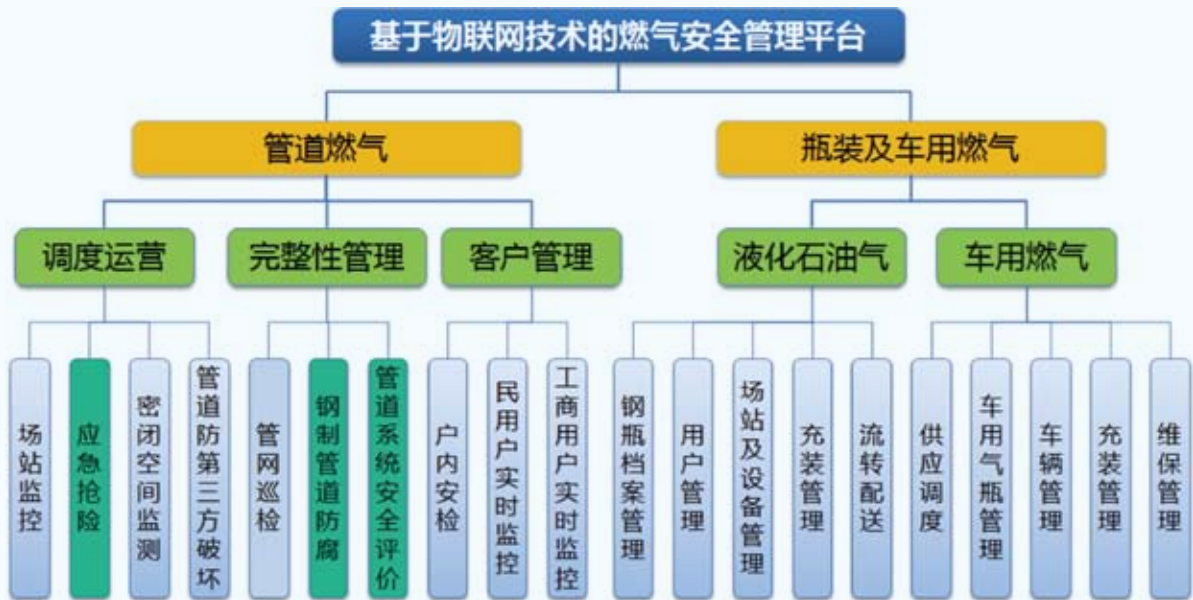 基于物联网技术的燃气安全管理平台
管道燃气
瓶装及车用燃气
调度运营
完整性管理
客户管理
液化石油气
车用燃气
场站监控
应急抢险
密闭空间监测
管道防第三方破坏
管网巡检
钢制管道防腐
管道系统安全评价
户内安检
民用户实时监控
工商用户实时监控
钢瓶档案管理
用户管理
场站及设备管理
充装管理
流转配送
供应调度
车用气瓶管理
车辆管理
充装管理
维保管理